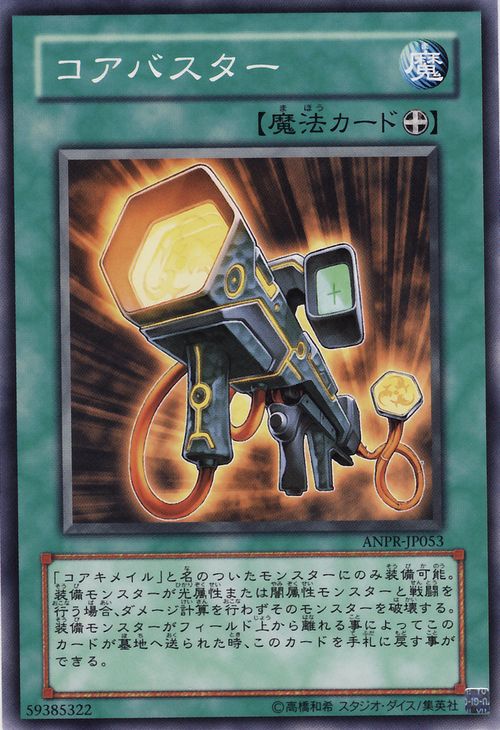 コアバスター
魔
まほう
【魔法カード】
ANPR-JP053
「コアキメイル」と名のついたモンスターにのみ装備可能。
装備モンスターが光属性または闇属性モンスターと戦闘を
行う場合、ダメージ計算を行わずそのモンスターを破壊する。
装備モンスターがフィールド上から離れる事によってこの
カードが墓地へ送られた時、このカードを手札に戻す事が
できる。
59385322
©高橋和希 スタジオ・ダイス/集英社